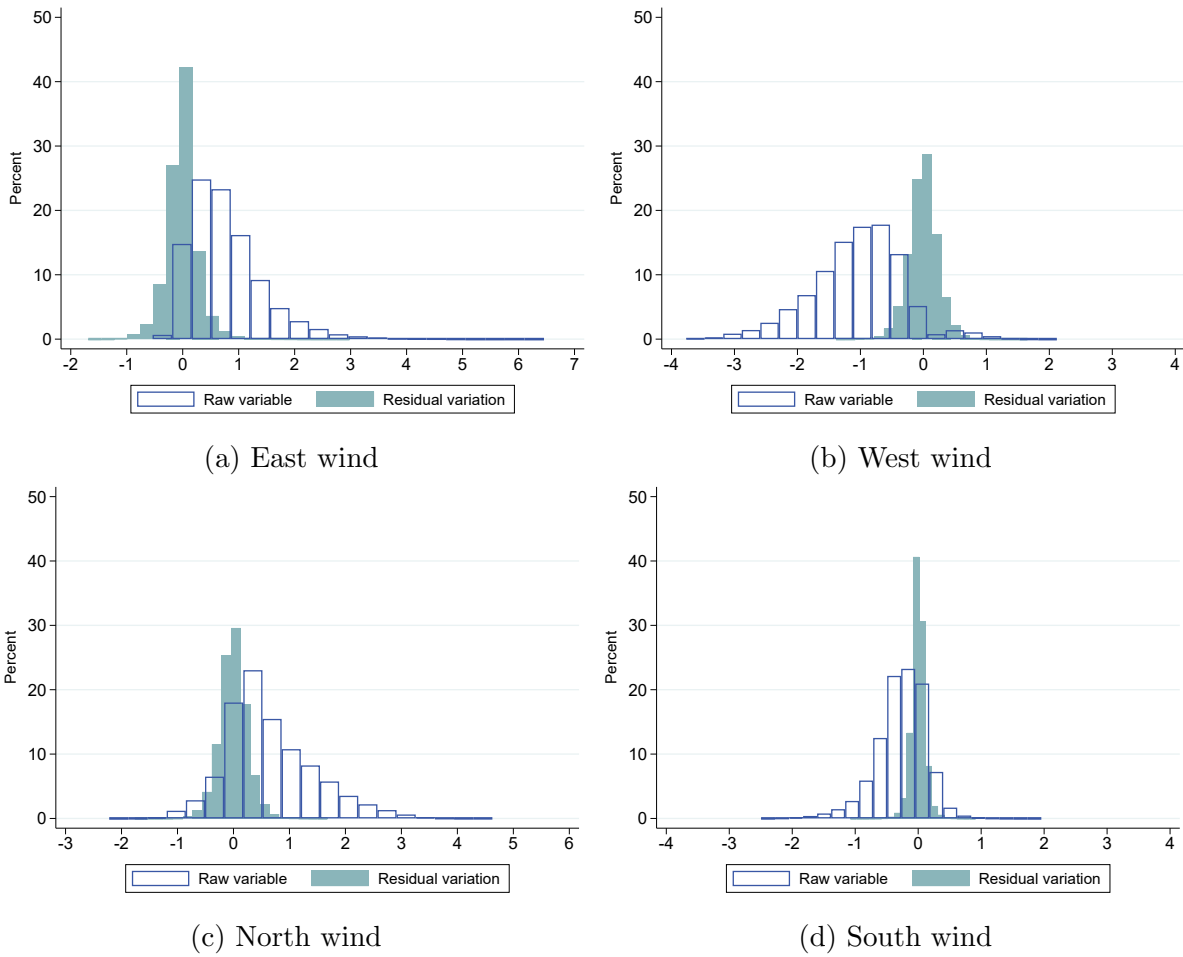 50
40
30
20
10
0
Percent
-2 -1 0 1 2 3 4 5 6 7
Raw variable Residual variation
(a) East wind
50
40
30
20
10
0
Percent
-4 -3 -2 -1 0 1 2 3 4
Raw variable Residual variation
(b) West wind
50
40
30
20
10
0
Percent
-3 -2 -1 0 1 2 3 4 5 6
Raw variable Residual variation
(c) North wind
50
40
30
20
10
0
Percent
-4 -3 -2 -1 0 1 2 3 4
Raw variable Residual variation
(d) South wind